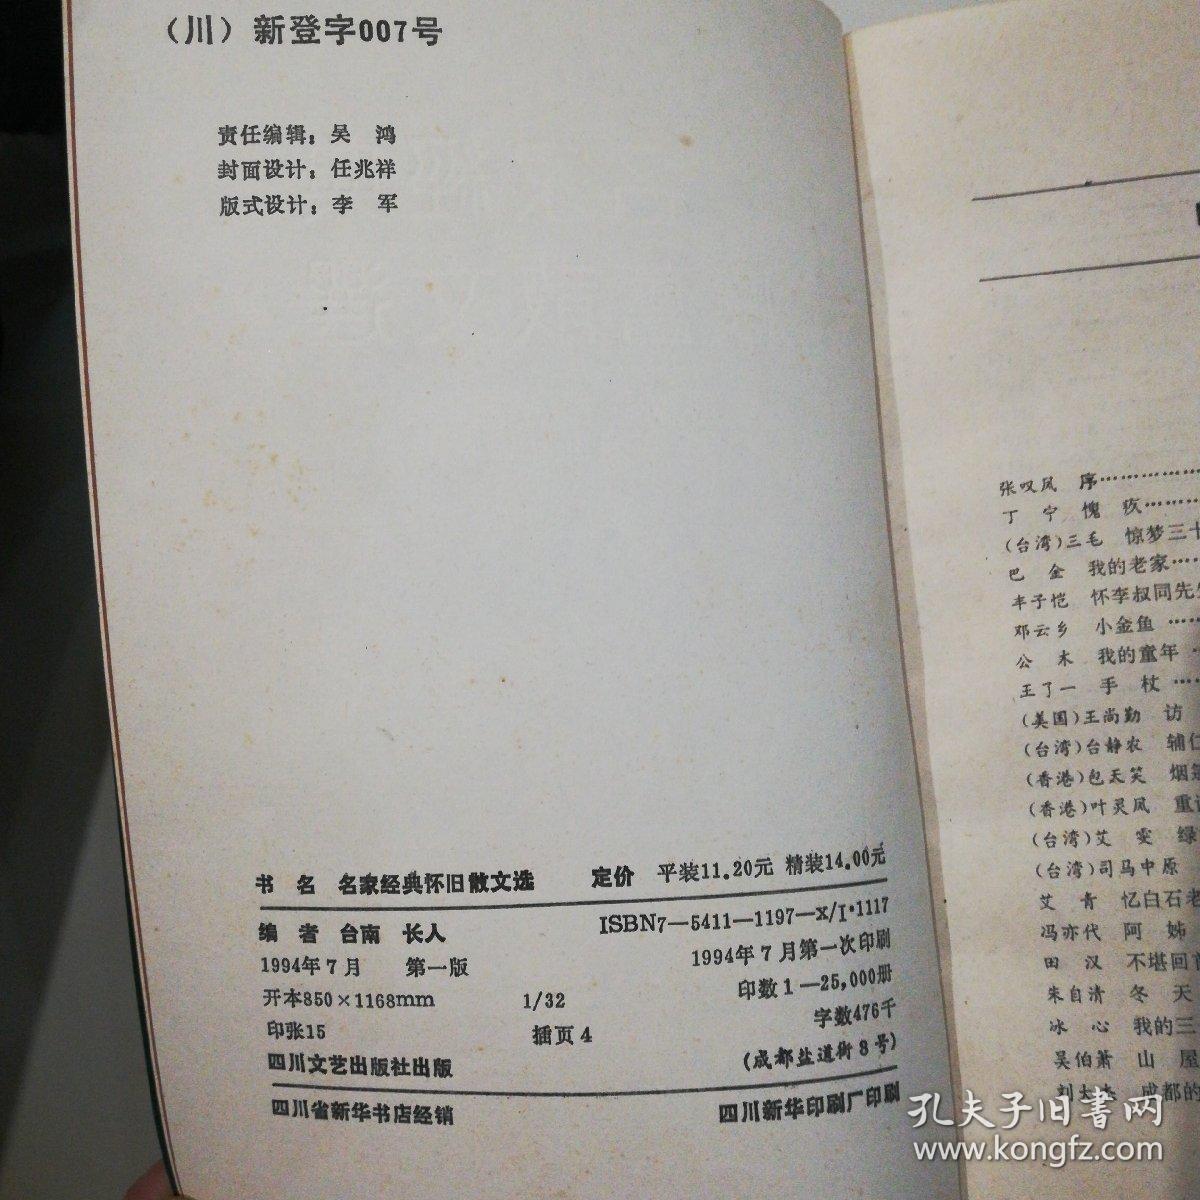 （川）新登字007号
责任编辑：吴 鸿
封面设计：任兆祥
版式设计：李 军
书 名 名家经典怀旧散文选 定价 平装11.20元 精装14.00元
编 者 台南 长人 ISBN7—5411—1197—x/I·1117
1994年7月 第一版 1994年7月第一次印刷
开本850×1168mm 1/32 印数1—25,000册
印张15 插页4 字数476千
四川文艺出版社出版 (成都盐道街8号)
四川省新华书店经销 四川新华印刷厂印刷
张叹凤 序………………
丁 宁 愧 疚………
(台湾)三毛 惊梦三十
巴 金 我的老家……
丰子恺 怀李叔同先生
邓云乡 小金鱼……
公 木 我的童年…
王了一 手 杖……
(美国)王尚勤 访
(台湾)台静农 辅仁
(香港)包天笑 烟
(香港)叶灵凤 重读
(台湾)艾 雯 绿
(台湾)司马中原
艾 青 忆白石老
冯亦代 阿 姊
田 汉 不堪回首
朱自清 冬 天
冰 心 我的三
吴伯萧 山 屋
刘大杰 成都的
孔夫子旧书网
www.kongfz.com